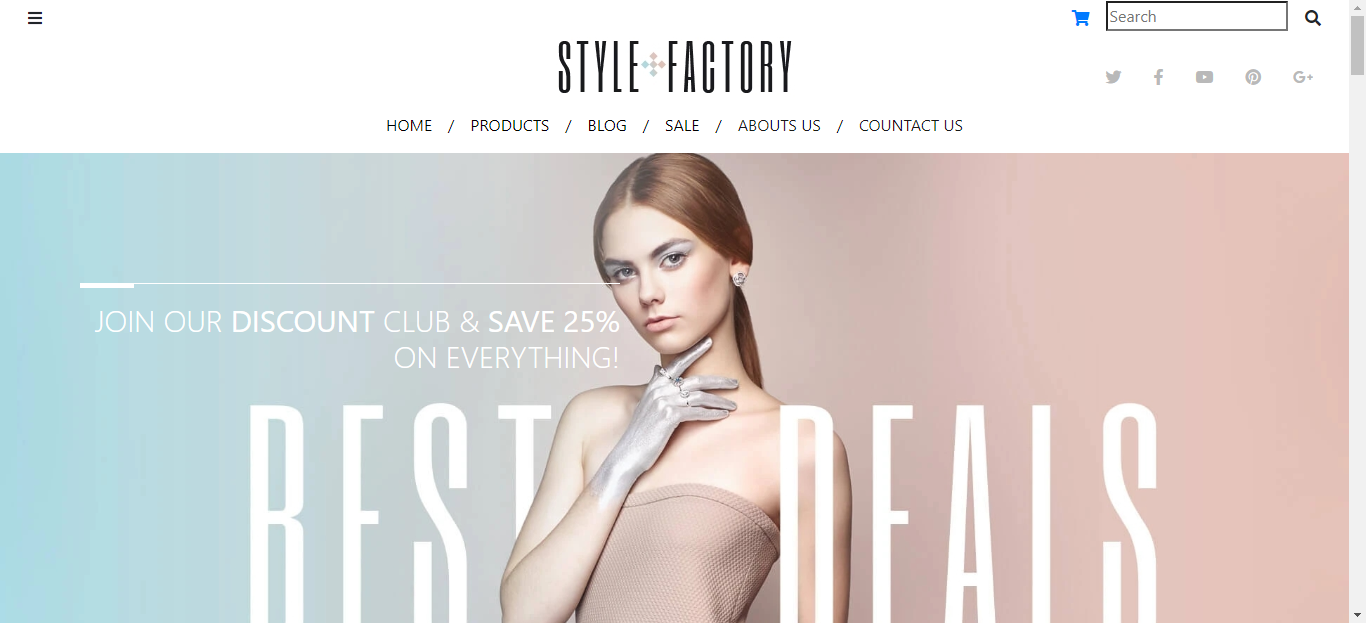 Search
STYLE FACTORY
HOME / PRODUCTS / BLOG / SALE / ABOUTS US / COUNTACT US
JOIN OUR DISCOUNT CLUB & SAVE 25%
ON EVERYTHING!
BEST DEALS